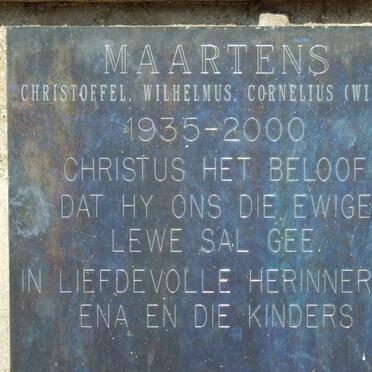 MAARTENS
CHRISTOFFEL, WILHELMUS, CORNELIUS (WI
1935-2000
CHRISTUS HET BELOOF
DAT HY ONS DIE EWIGE
LEWE SAL GEE.
IN LIEFDEVOLLE HERINNER
ENA EN DIE KINDERS